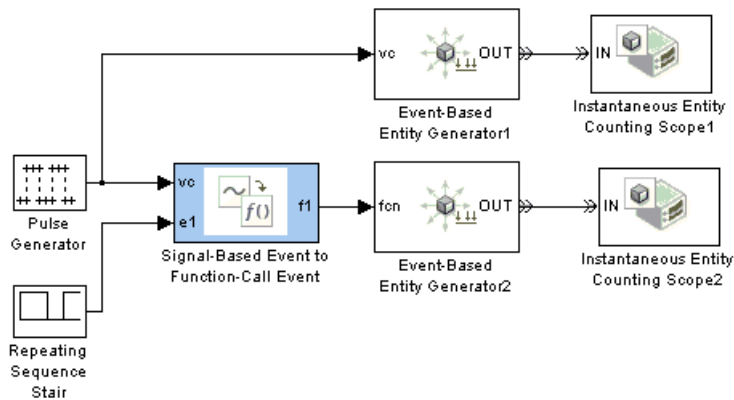 vc
OUT
Event-Based
Entity Generator1
IN
Instantaneous Entity
Counting Scope1
Pulse
Generator
vc
e1
f()
f1
Signal-Based Event to
Function-Call Event
fcn
OUT
Event-Based
Entity Generator2
IN
Instantaneous Entity
Counting Scope2
Repeating
Sequence
Stair